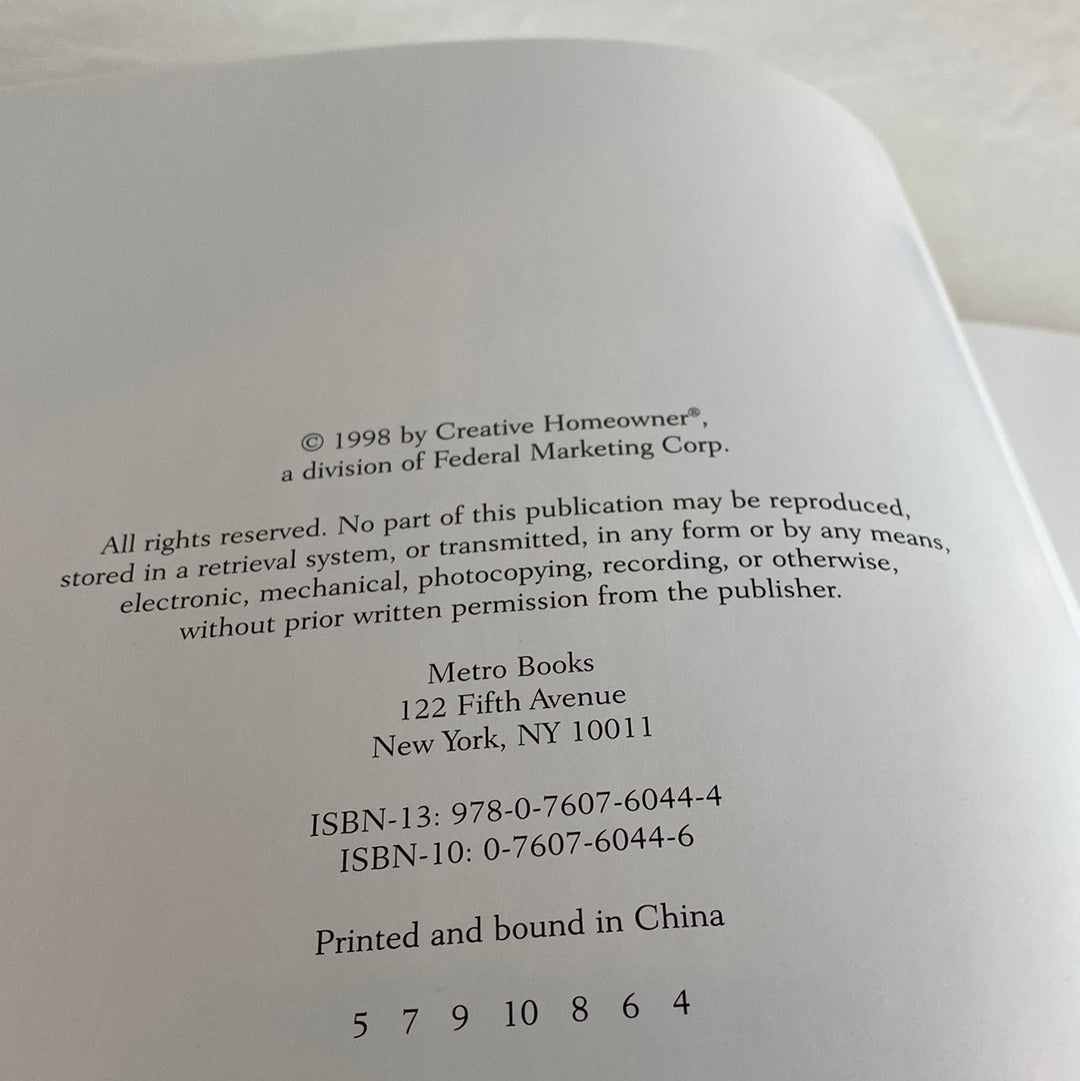 © 1998 by Creative Homeowner®,
a division of Federal Marketing Corp.
All rights reserved. No part of this publication may be reproduced,
stored in a retrieval system, or transmitted, in any form or by any means,
electronic, mechanical, photocopying, recording, or otherwise,
without prior written permission from the publisher.
Metro Books
122 Fifth Avenue
New York, NY 10011
ISBN-13: 978-0-7607-6044-4
ISBN-10: 0-7607-6044-6
Printed and bound in China
5 7 9 10 8 6 4